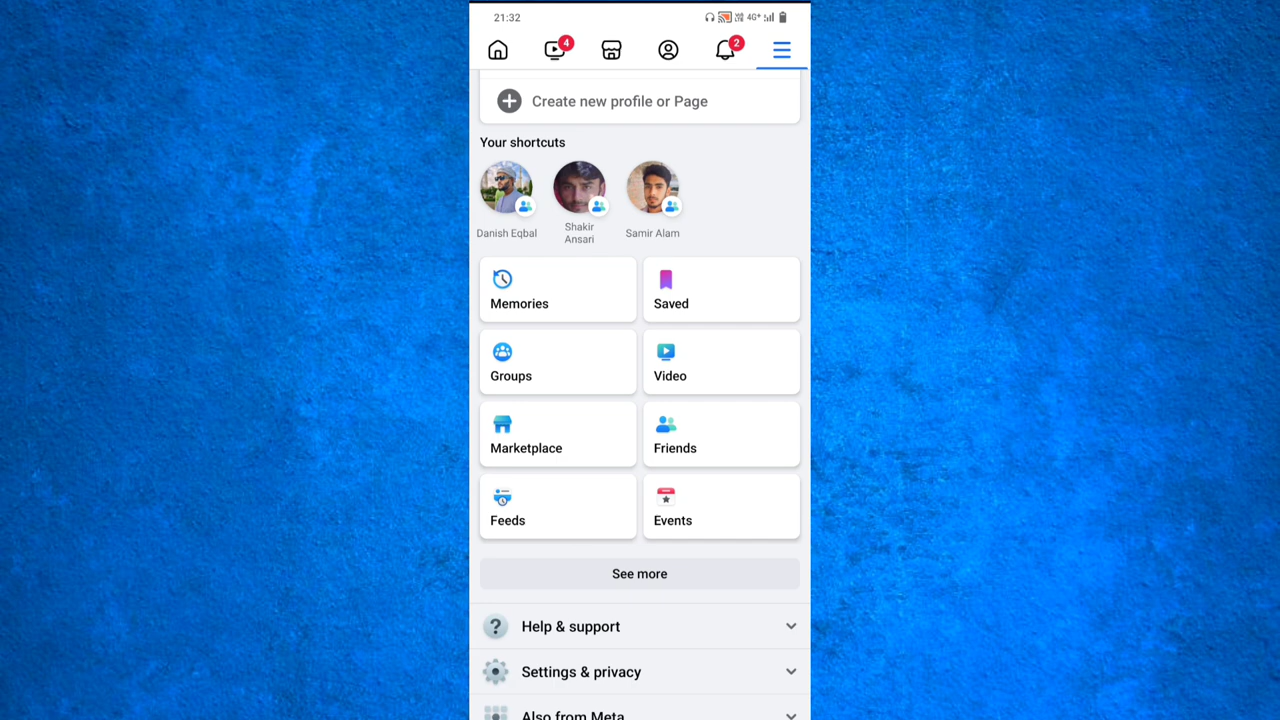 21:32
4G+
4
2
Create new profile or Page
Your shortcuts
Danish Eqbal
Shakir
Ansari
Samir Alam
Memories
Saved
Groups
Video
Marketplace
Friends
Feeds
Events
See more
? Help & support
Settings & privacy
Also from Meta